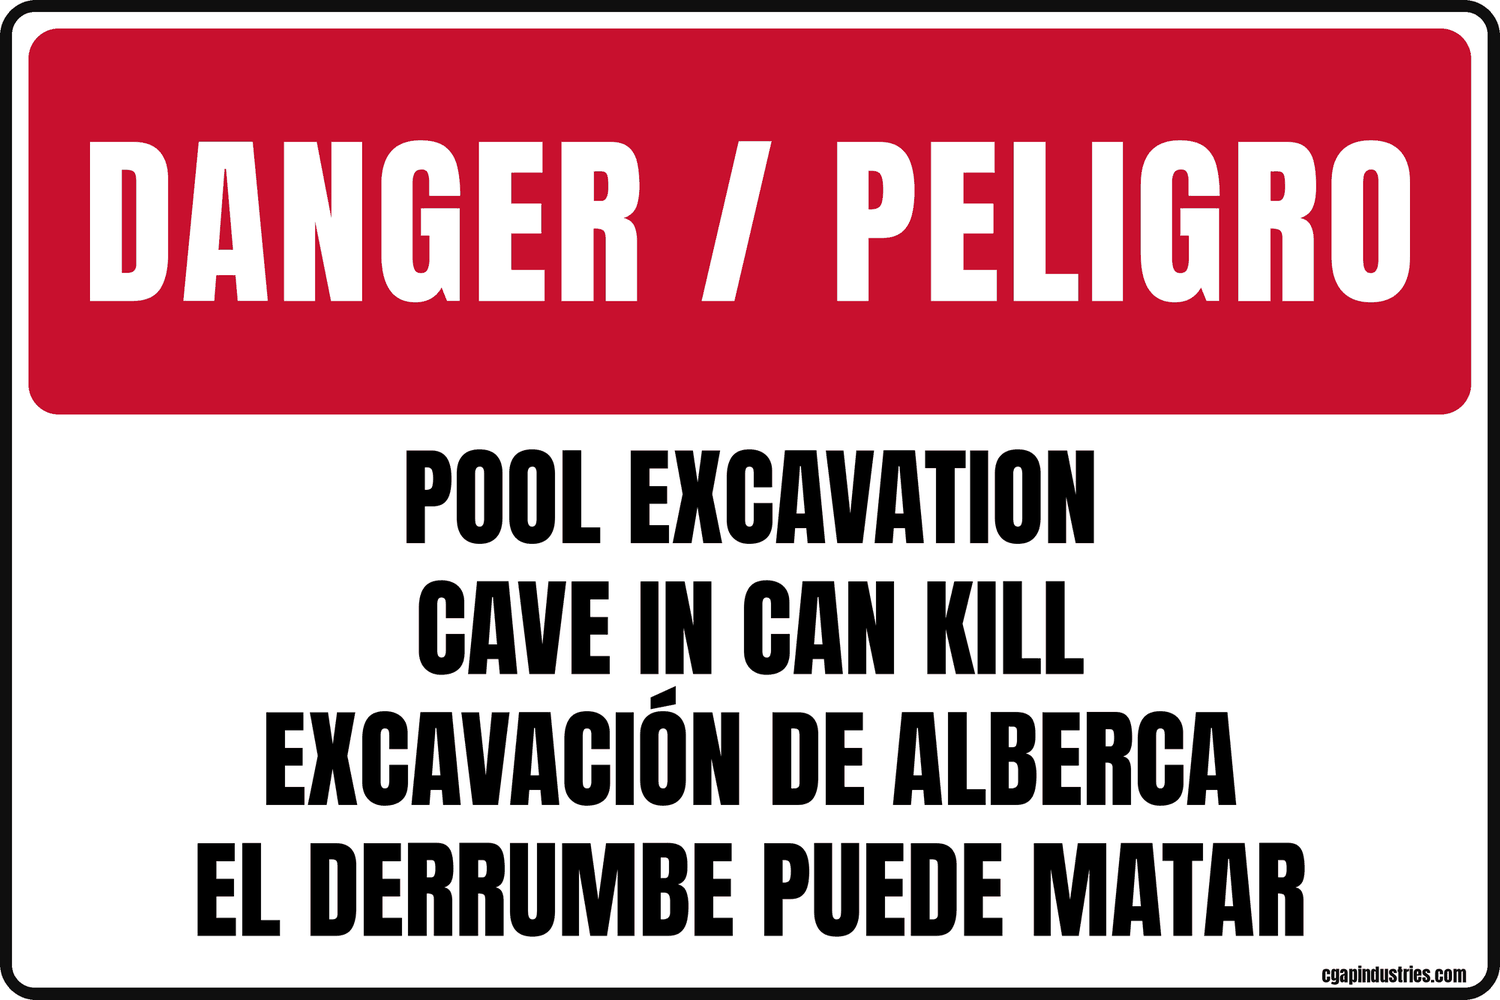 DANGER / PELIGRO
POOL EXCAVATION
CAVE IN CAN KILL
EXCAVACIÓN DE ALBERCA
EL DERRUMBE PUEDE MATAR
cgapindustries.com